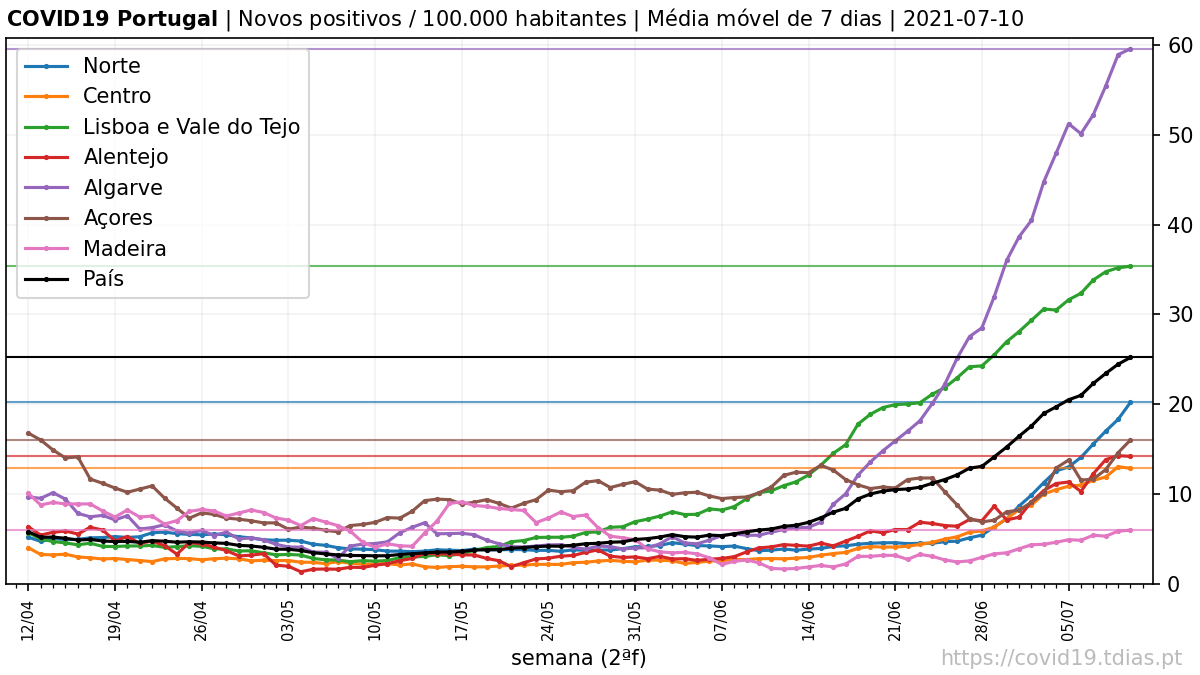 COVID19 Portugal | Novos positivos / 100.000 habitantes | Média móvel de 7 dias | 2021-07-10
Norte
Centro
Lisboa e Vale do Tejo
Alentejo
Algarve
Açores
Madeira
País
60
50
40
30
20
10
0
12/04
19/04
26/04
03/05
10/05
17/05
24/05
31/05
07/06
14/06
21/06
28/06
05/07
semana (2ªf)
https://covid19.tdias.pt